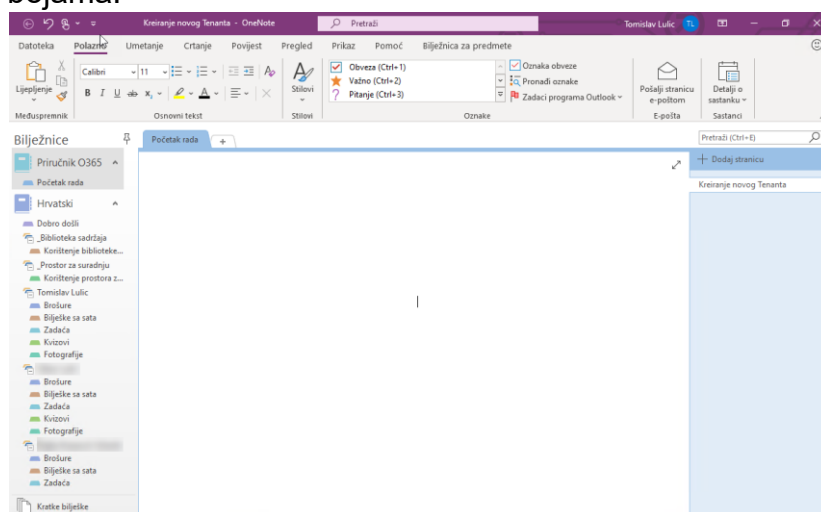 bojama.
Kreiranje novog Tenanta - OneNote
Pretraži
Tomislav Lulic TL
Datoteka Polazno Umetanje Crtanje Povijest Pregled Prikaz Pomoć Bilježnica za predmete
Lijepljenje
Calibri 11
B I U ab x
Stilovi
Obveza (Ctrl+1)
Važno (Ctrl+2)
Pitanje (Ctrl+3)
Oznaka obveze
Pronađi oznake
Zadaci programa Outlook
Pošalji stranicu
e-poštom
Detalji o
sastanku
Međuspremnik Osnovni tekst Stilovi Oznake E-pošta Sastanci
Bilježnice
Početak rada
Pretraži (Ctrl+E)
Priručnik O365
Početak rada
Hrvatski
Dobro došli
_Biblioteka sadržaja
Korištenje biblioteke...
_Prostor za suradnju
Korištenje prostora z...
Tomislav Lulic
Brošure
Bilješke sa sata
Zadaća
Kvizovi
Fotografije
Brošure
Bilješke sa sata
Zadaća
Kvizovi
Fotografije
Brošure
Bilješke sa sata
Zadaća
Kratke bilješke
Dodaj stranicu
Kreiranje novog Tenanta